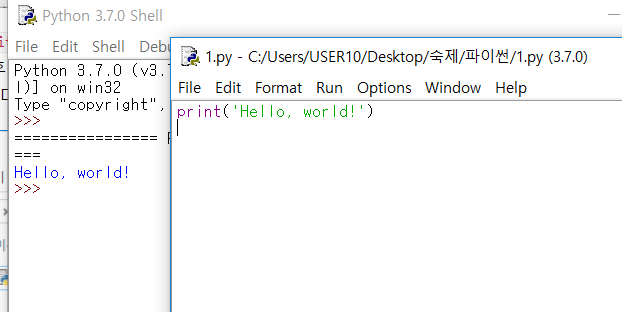 Python 3.7.0 Shell
File Edit Shell
Python 3.7.0 (v3.
l)] on win32
Type "copyright",
>>>
================
===
Hello, world!
>>>
1.py - C:/Users/USER10/Desktop/숙제/파이썬/1.py (3.7.0)
File Edit Format Run Options Window Help
print('Hello, world!')